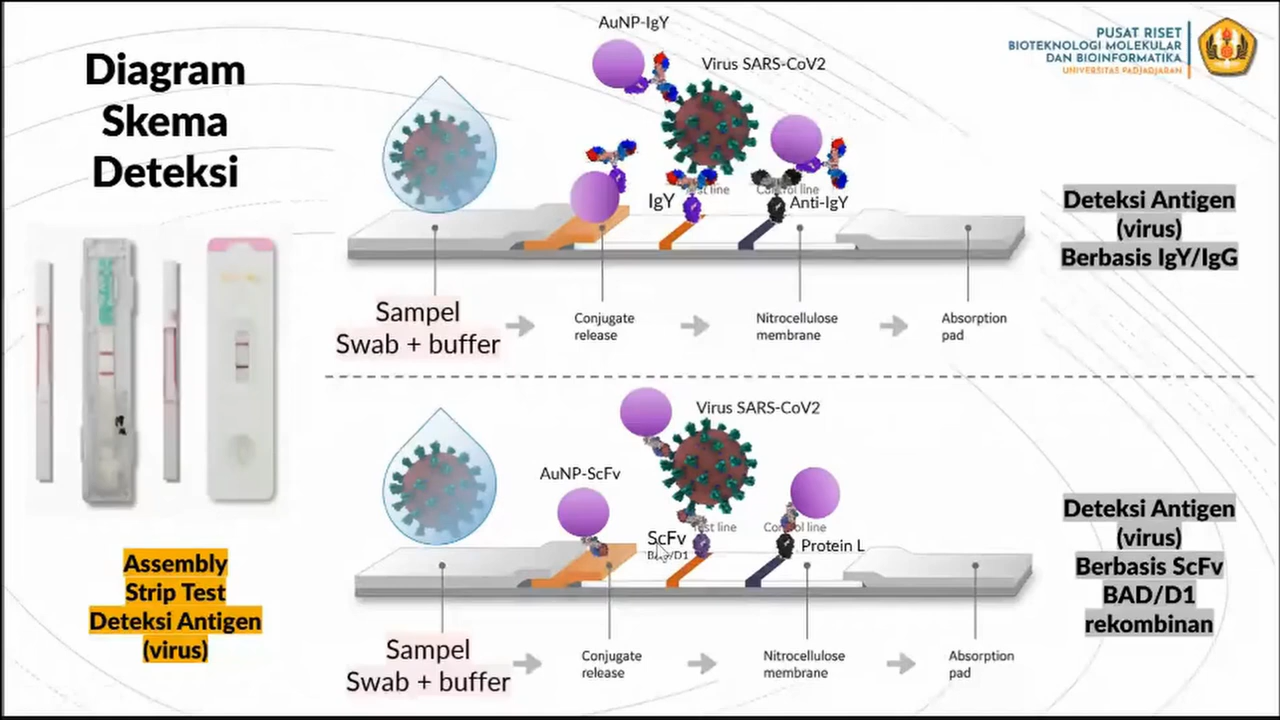 Diagram
Skema
Deteksi
PUSAT RISET
BIOTEKNOLOGI MOLEKULAR
DAN BIOINFORMATIKA
UNIVERSITAS PADJADJARAN
AuNP-IgY
Virus SARS-CoV2
IgY
line
Control line
Anti-IgY
Sampel
Swab + buffer
Conjugate
release
Nitrocellulose
membrane
Absorption
pad
Deteksi Antigen
(virus)
Berbasis IgY/IgG
Virus SARS-CoV2
AuNP-ScFv
ScFv
line
Control line
Protein L
Sampel
Swab + buffer
Conjugate
release
Nitrocellulose
membrane
Absorption
pad
Deteksi Antigen
(virus)
Berbasis ScFv
BAD/D1
rekombinan
Assembly
Strip Test
Deteksi Antigen
(virus)